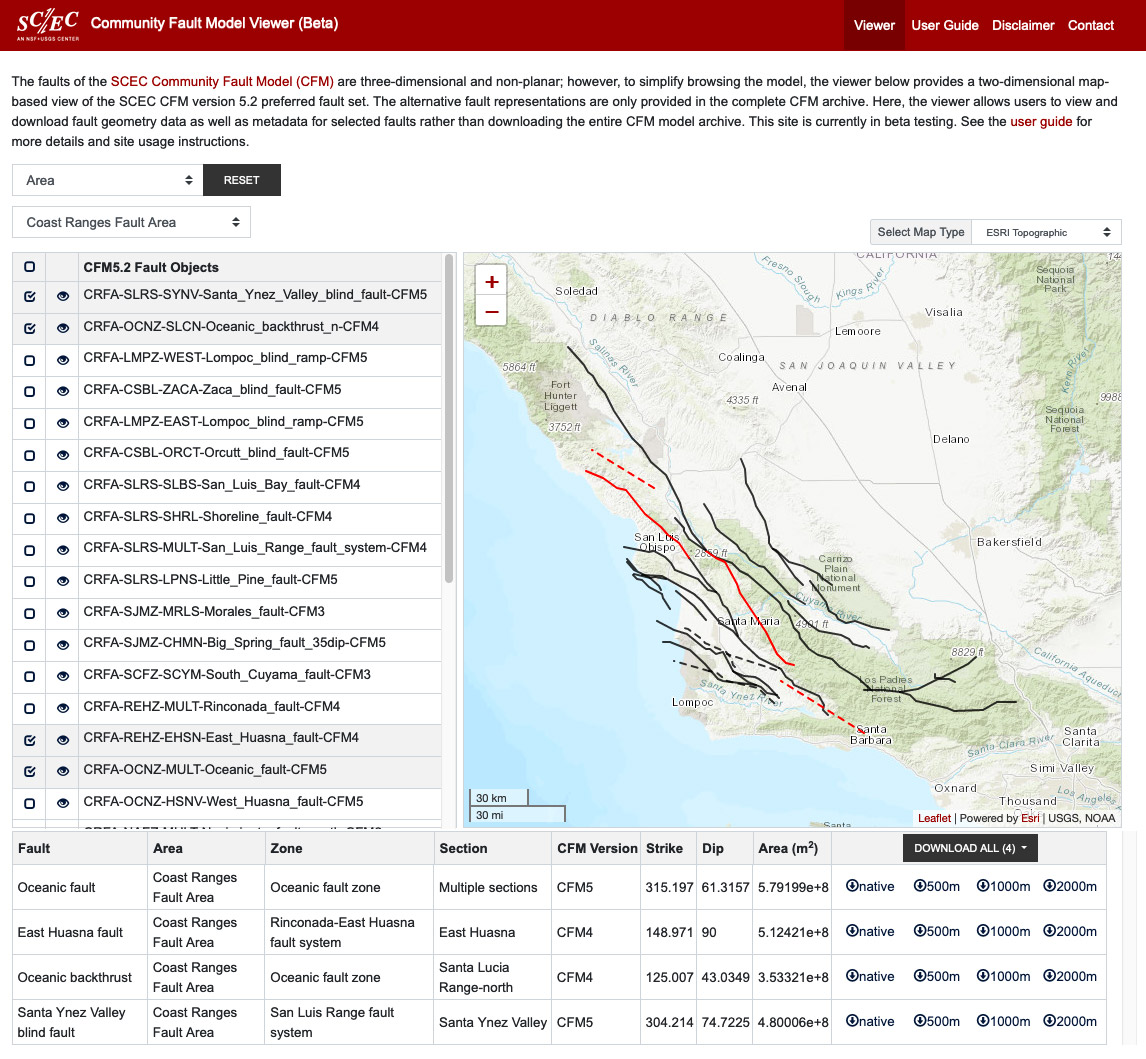 SC/EC
AN NSF+USGS CENTER
Community Fault Model Viewer (Beta)
Viewer
User Guide
Disclaimer
Contact
The faults of the SCEC Community Fault Model (CFM) are three-dimensional and non-planar; however, to simplify browsing the model, the viewer below provides a two-dimensional map-
based view of the SCEC CFM version 5.2 preferred fault set. The alternative fault representations are only provided in the complete CFM archive. Here, the viewer allows users to view and
download fault geometry data as well as metadata for selected faults rather than downloading the entire CFM model archive. This site is currently in beta testing. See the user guide for
more details and site usage instructions.
Area
RESET
Coast Ranges Fault Area
Select Map Type
ESRI Topographic
CFM5.2 Fault Objects
CRFA-SLRS-SYNV-Santa_Ynez_Valley_blind_fault-CFM5
CRFA-OCNZ-SLCN-Oceanic_backthrust_n-CFM4
CRFA-LMPZ-WEST-Lompoc_blind_ramp-CFM5
CRFA-CSBL-ZACA-Zaca_blind_fault-CFM5
CRFA-LMPZ-EAST-Lompoc_blind_ramp-CFM5
CRFA-CSBL-ORCT-Orcutt_blind_fault-CFM5
CRFA-SLRS-SLBS-San_Luis_Bay_fault-CFM4
CRFA-SLRS-SHRL-Shoreline_fault-CFM4
CRFA-SLRS-MULT-San_Luis_Range_fault_system-CFM4
CRFA-SLRS-LPNS-Little_Pine_fault-CFM5
CRFA-SJMZ-MRLS-Morales_fault-CFM3
CRFA-SJMZ-CHMN-Big_Spring_fault_35dip-CFM5
CRFA-SCFZ-SCYM-South_Cuyama_fault-CFM3
CRFA-REHZ-MULT-Rinconada_fault-CFM4
CRFA-REHZ-EHSN-East_Huasna_fault-CFM4
CRFA-OCNZ-MULT-Oceanic_fault-CFM5
CRFA-OCNZ-HSNV-West_Huasna_fault-CFM5
+
−
CALIFORNIA
Soledad
Fresno Slough
Kings River
Sequoia
National
Park
DIABLO RANGE
Visalia
Salinas River
Lemoore
Coalinga
SAN JOAQUIN VALLEY
Kern River
5864 ft
Fort
Hunter
Liggett
Avenal
4335 ft
9988
3752 ft
Sequoia
National
Forest
Delano
San Luis
Obispo
2859 ft
Bakersfield
Carrizo
Plain
National
Monument
Cuyama River
Santa Maria
4901 ft
8829 ft
California Aqueduct
Los Padres
National
Forest
Santa Ynez River
Lompoc
Santa
Barbara
Santa
Clarita
Santa Clara River
Simi Valley
Oxnard
Los Angeles
Thousand
30 km
30 mi
Santa
Leaflet | Powered by Esri | USGS, NOAA
Fault Area Zone Section CFM Version Strike Dip Area (m2) DOWNLOAD ALL (4)
Oceanic fault Coast Ranges Fault Area Oceanic fault zone Multiple sections CFM5 315.197 61.3157 5.79199e+8 native 500m 1000m 2000m
East Huasna fault Coast Ranges Fault Area Rinconada-East Huasna fault system East Huasna CFM4 148.971 90 5.12421e+8 native 500m 1000m 2000m
Oceanic backthrust Coast Ranges Fault Area Oceanic fault zone Santa Lucia Range-north CFM4 125.007 43.0349 3.53321e+8 native 500m 1000m 2000m
Santa Ynez Valley blind fault Coast Ranges Fault Area San Luis Range fault system Santa Ynez Valley CFM5 304.214 74.7225 4.80006e+8 native 500m 1000m 2000m